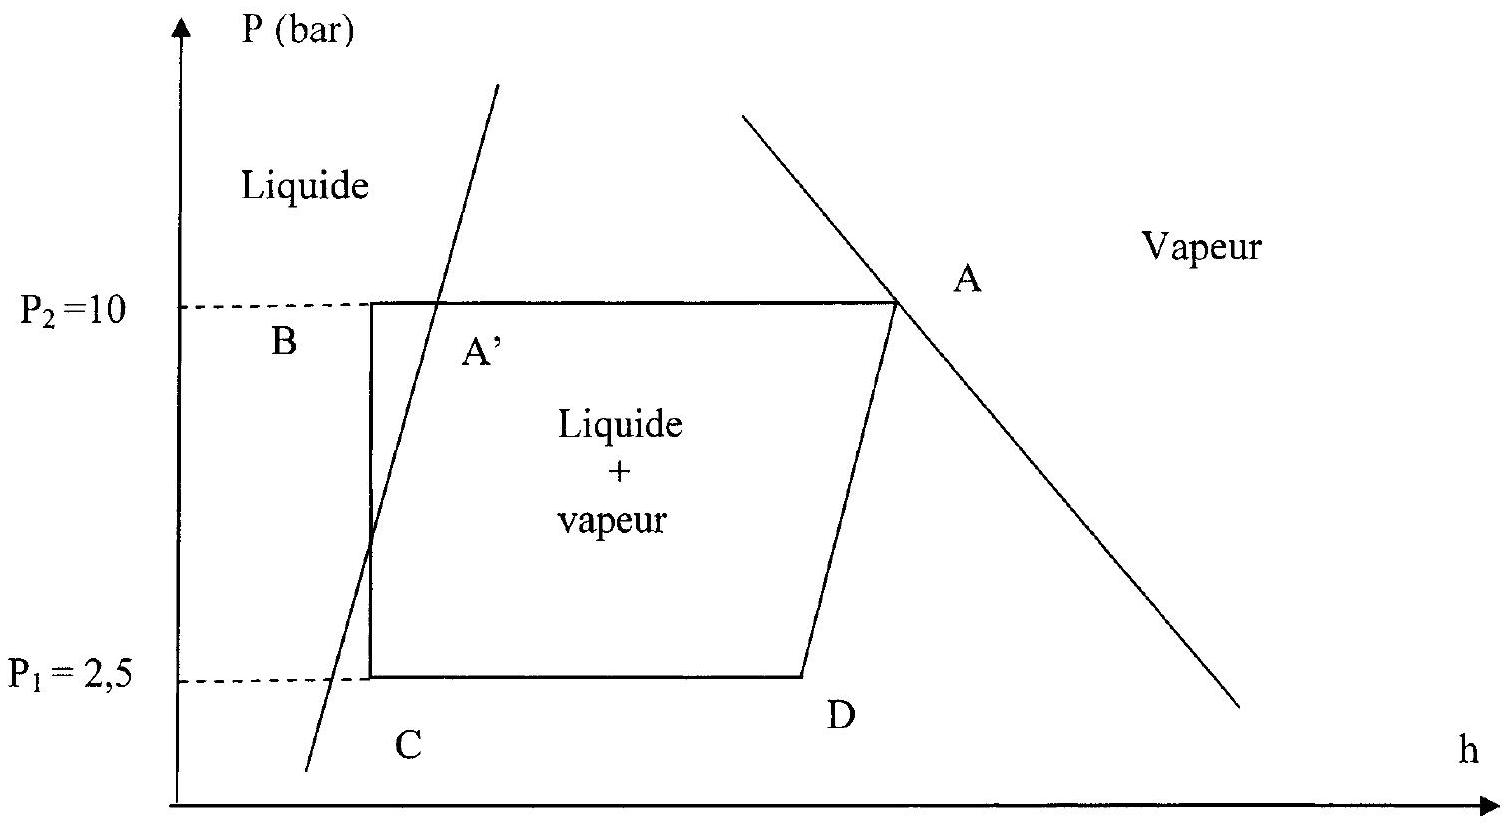 P (bar)
Liquide
Vapeur
A
P₂ =10
B
A’
Liquide
+
vapeur
P₁ = 2,5
D
C
h